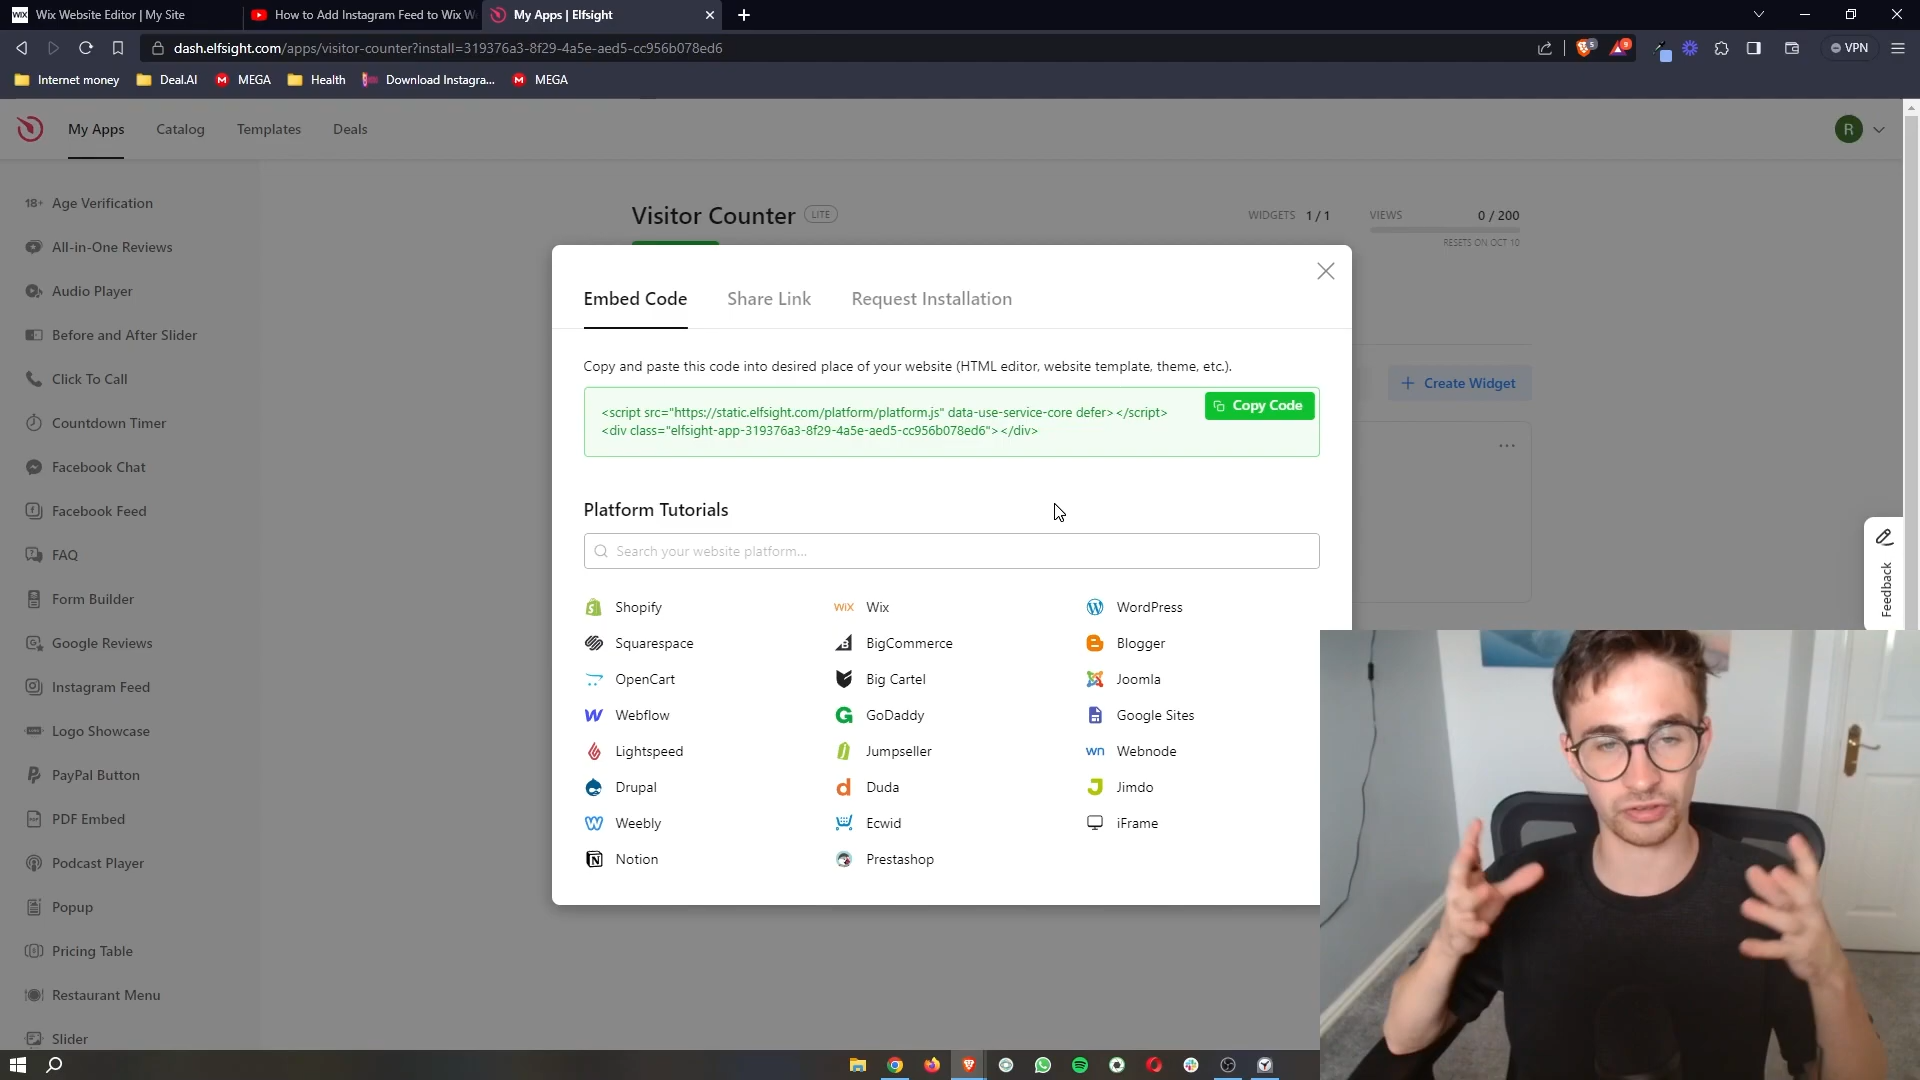 WiX Wix Website Editor | My Site
How to Add Instagram Feed to Wix W
My Apps | Elfsight
dash.elfsight.com/apps/visitor-counter?install=319376a3-8f29-4a5e-aed5-cc956b078ed6
VPN
Internet money
Deal.AI
MEGA
Health
Download Instagra...
MEGA
My Apps
Catalog
Templates
Deals
R
18+ Age Verification
All-in-One Reviews
Audio Player
Before and After Slider
Click To Call
Countdown Timer
Facebook Chat
Facebook Feed
FAQ
Form Builder
Google Reviews
Instagram Feed
Logo Showcase
PayPal Button
PDF Embed
Podcast Player
Popup
Pricing Table
Restaurant Menu
Slider
Visitor Counter LITE
WIDGETS 1 / 1
VIEWS 0 / 200
RESETS ON OCT 10
Create Widget
Embed Code
Share Link
Request Installation
Copy and paste this code into desired place of your website (HTML editor, website template, theme, etc.).
<script src="https://static.elfsight.com/platform/platform.js" data-use-service-core defer></script>
<div class="elfsight-app-319376a3-8f29-4a5e-aed5-cc956b078ed6"></div>
Copy Code
Platform Tutorials
Search your website platform...
Shopify
WiX Wix
WordPress
Squarespace
BigCommerce
Blogger
OpenCart
Big Cartel
Joomla
Webflow
GoDaddy
Google Sites
Lightspeed
Jumpseller
wn Webnode
Drupal
Duda
Jimdo
Weebly
Ecwid
iFrame
Notion
Prestashop
Feedback